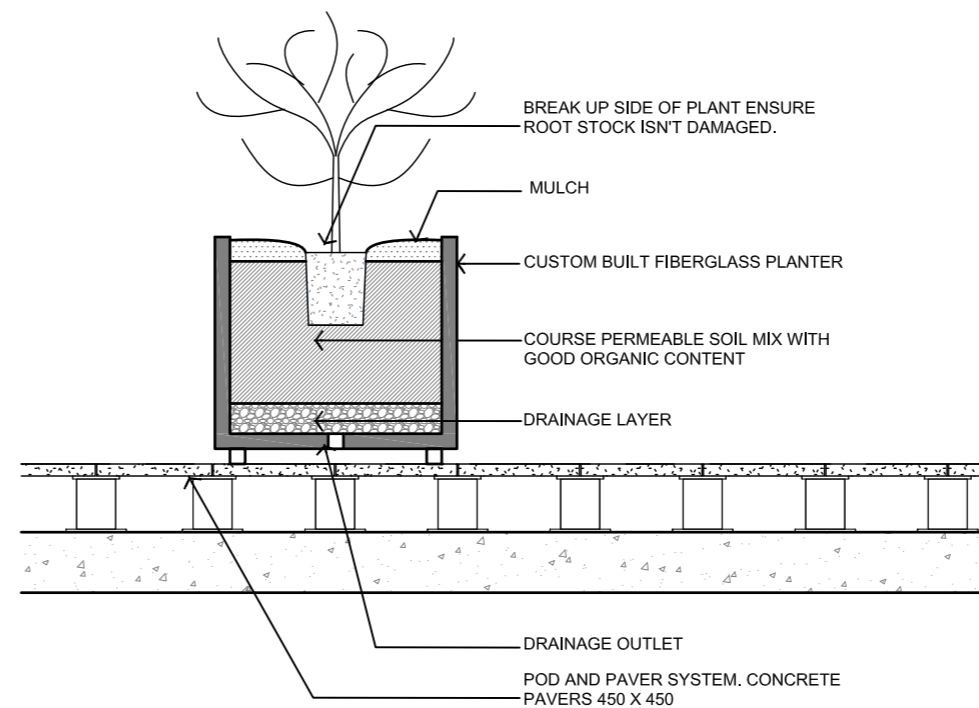 BREAK UP SIDE OF PLANT ENSURE
ROOT STOCK ISN'T DAMAGED.
MULCH
CUSTOM BUILT FIBERGLASS PLANTER
COURSE PERMEABLE SOIL MIX WITH
GOOD ORGANIC CONTENT
DRAINAGE LAYER
DRAINAGE OUTLET
POD AND PAVER SYSTEM. CONCRETE
PAVERS 450 X 450